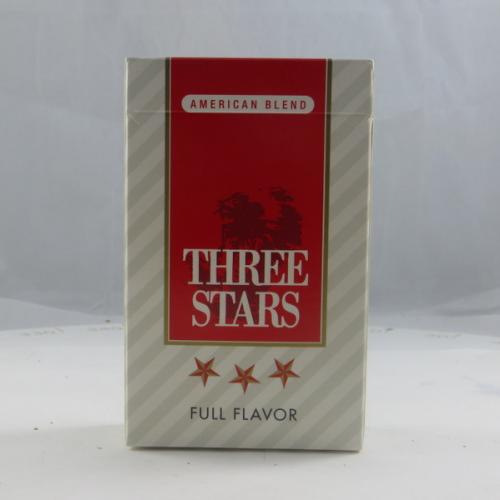 AMERICAN BLEND
THREE
STARS
FULL FLAVOR